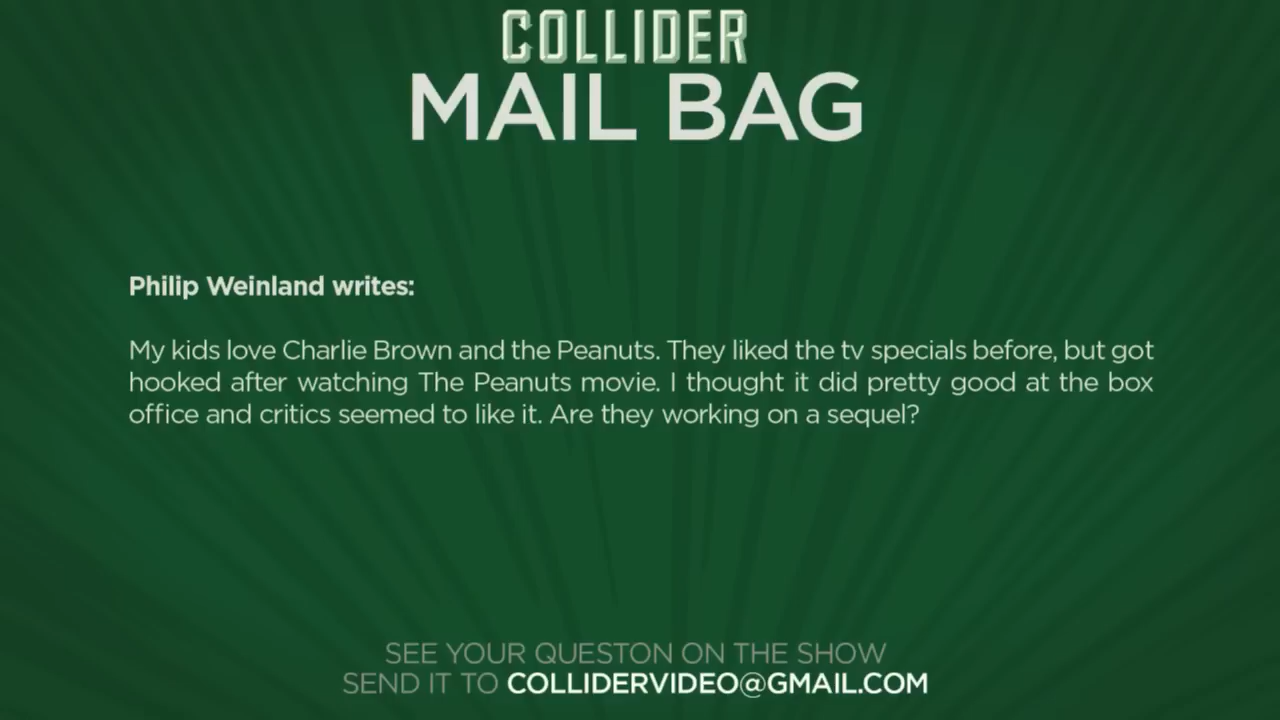 COLLIDER
MAIL BAG
Philip Weinland writes:
My kids love Charlie Brown and the Peanuts. They liked the tv specials before, but got
hooked after watching The Peanuts movie. I thought it did pretty good at the box
office and critics seemed to like it. Are they working on a sequel?
SEE YOUR QUESTON ON THE SHOW
SEND IT TO COLLIDERVIDEO@GMAIL.COM